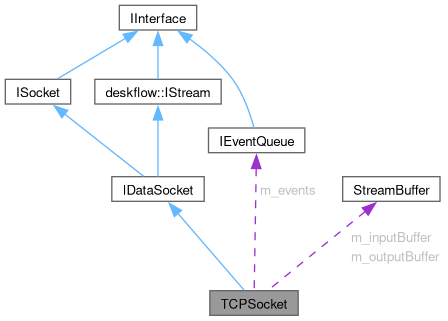 IInterface
ISocket
deskflow::IStream
IEventQueue
IDataSocket
m_events
StreamBuffer
m_inputBuffer
m_outputBuffer
TCPSocket